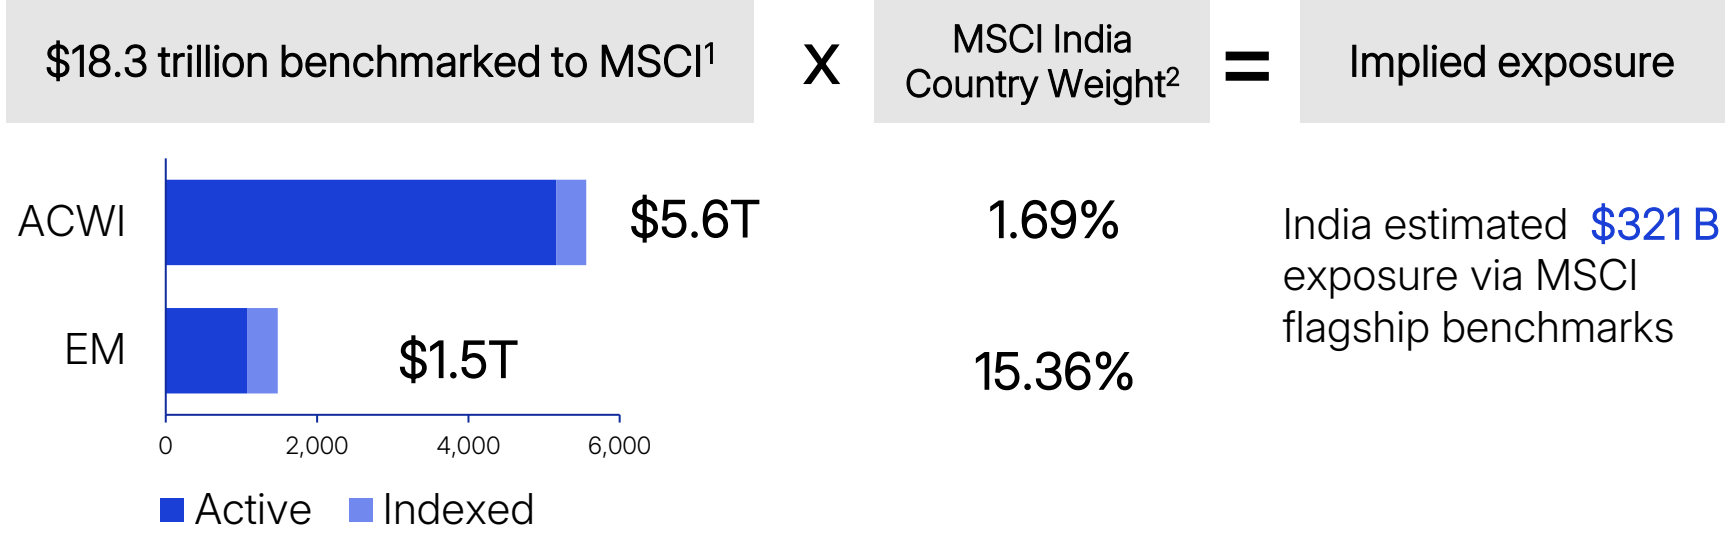 $18.3 trillion benchmarked to MSCI¹
x
MSCI India
Country Weight²
=
Implied exposure
ACWI
$5.6T
1.69%
India estimated $321 B
exposure via MSCI
flagship benchmarks
EM
$1.5T
15.36%
0 2,000 4,000 6,000
Active Indexed